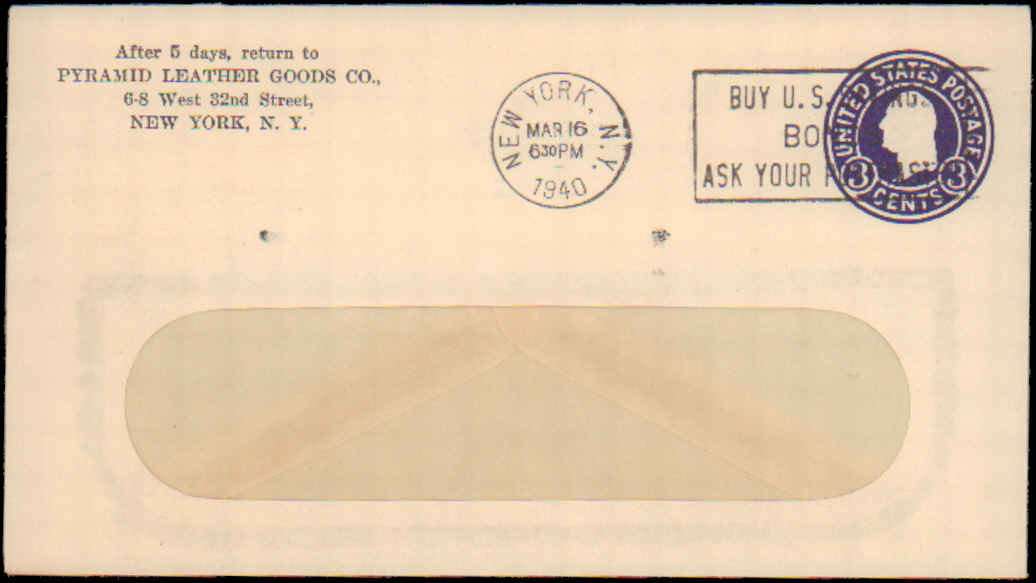 After 5 days, return to
PYRAMID LEATHER GOODS CO.,
6-8 West 32nd Street,
NEW YORK, N. Y.
NEW YORK, N.Y.
MAR 16
630PM
1940
BUY U.S.
ASK YOUR
UNITED STATES POSTAGE
3 CENTS 3